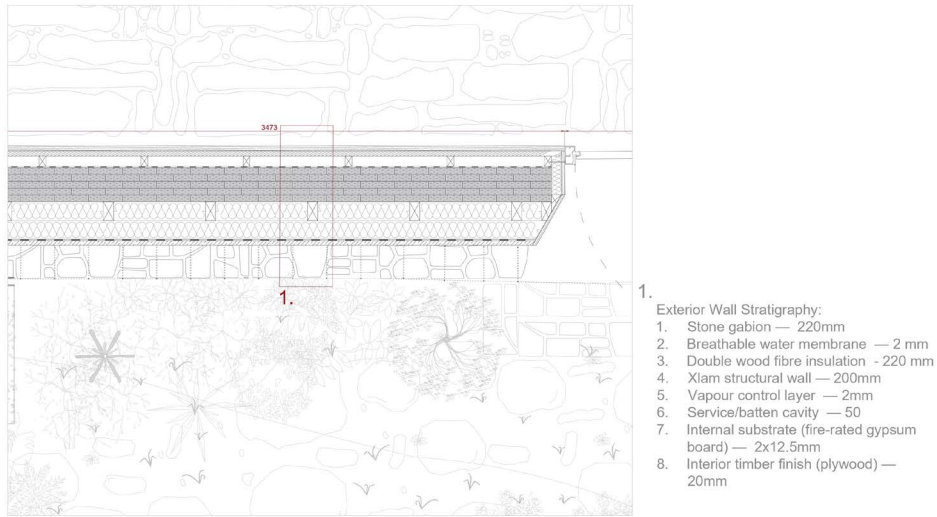 3473
1.
1.
Exterior Wall Stratigraphy:
1. Stone gabion — 220mm
2. Breathable water membrane — 2 mm
3. Double wood fibre insulation - 220 mm
4. Xlam structural wall — 200mm
5. Vapour control layer — 2mm
6. Service/batten cavity — 50
7. Internal substrate (fire-rated gypsum
board) — 2x12.5mm
8. Interior timber finish (plywood) —
20mm